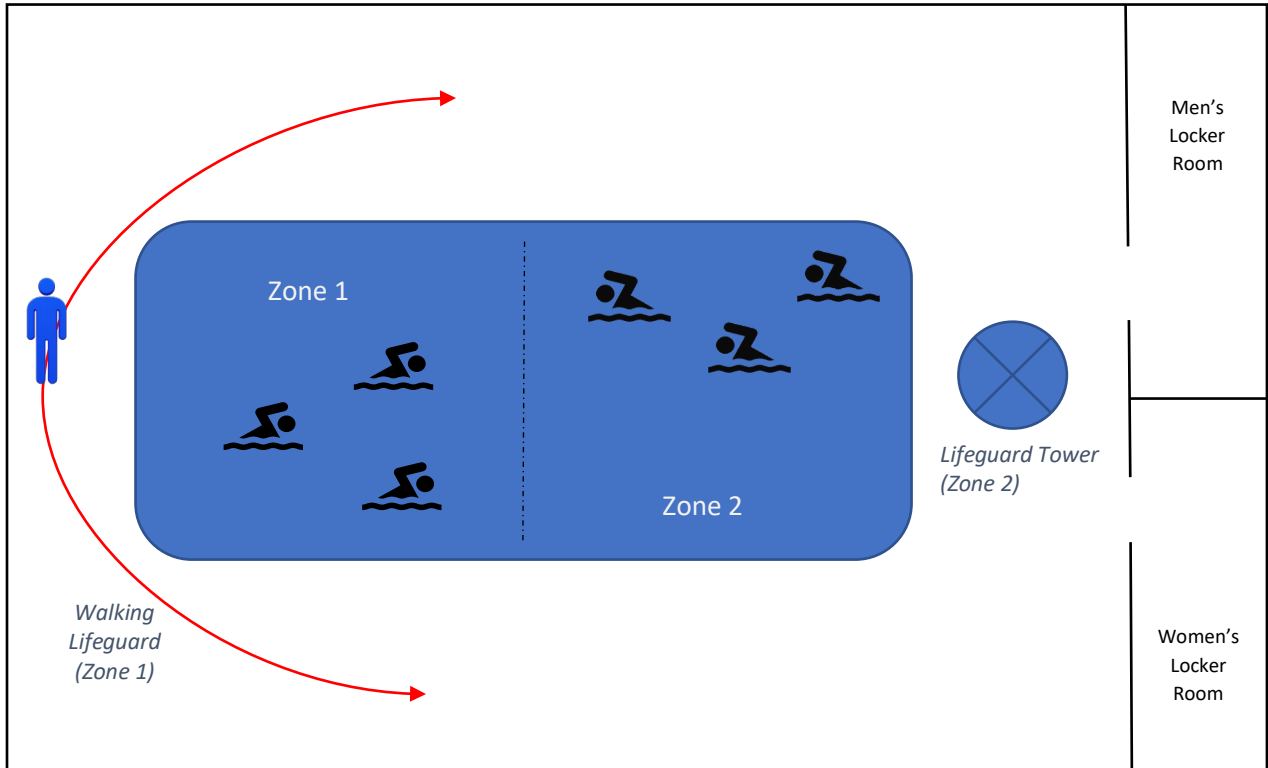 Men's
Locker
Room
Zone 1
Lifeguard Tower
(Zone 2)
Zone 2
Walking
Lifeguard
(Zone 1)
Women's
Locker
Room